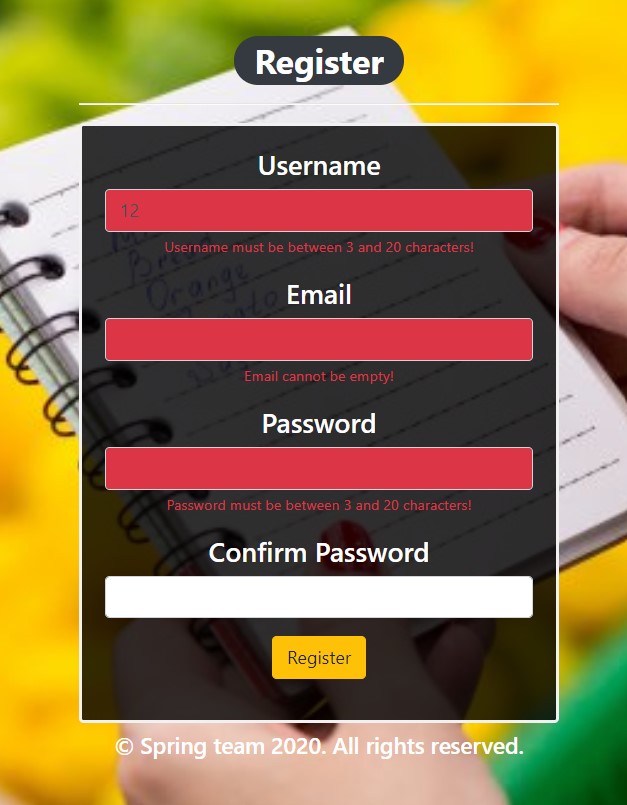 Register
Username
12
Username must be between 3 and 20 characters!
Orange
Email
Email cannot be empty!
Password
Password must be between 3 and 20 characters!
Confirm Password
Register
© Spring team 2020. All rights reserved.